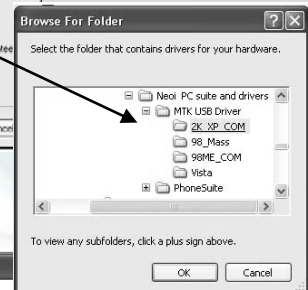 Browse For Folder
Select the folder that contains drivers for your hardware.
Neoi PC suite and drivers
MTK USB Driver
2K_XP_COM
98_Mass
98ME_COM
Vista
PhoneSuite
To view any subfolders, click a plus sign above.
OK Cancel